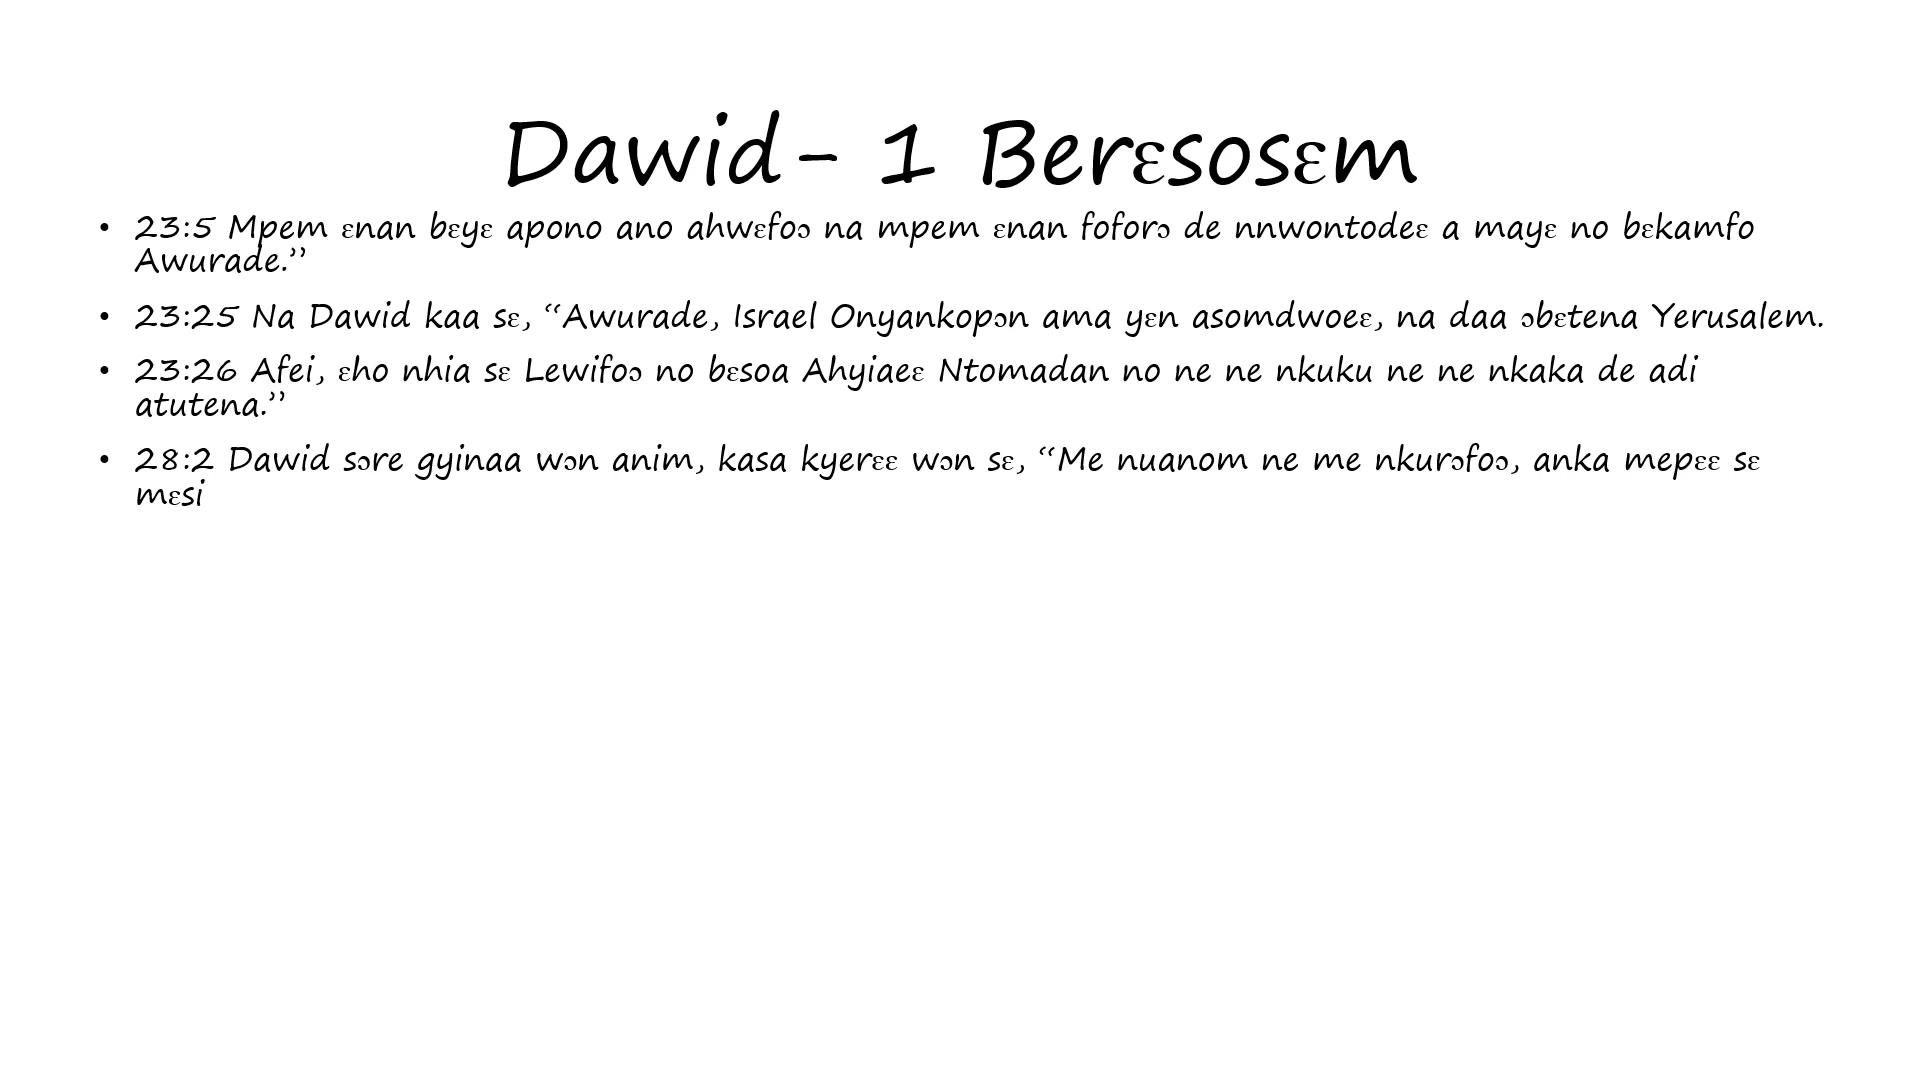 Dawid- 1 Berɛsosɛm
• 23:5 Mpem ɛnan bɛyɛ apono ano ahwɛfoɔ na mpem ɛnan foforɔ de nnwontodeɛ a mayɛ no bɛkamfo
Awurade.”
• 23:25 Na Dawid kaa sɛ, “Awurade, Israel Onyankopɔn ama yɛn asomdwoeɛ, na daa ɔbɛtena Yerusalem.
• 23:26 Afei, ɛho nhia sɛ Lewifoɔ no bɛsoa Ahyiaeɛ Ntomadan no ne ne nkuku ne ne nkaka de adi
atutena.”
• 28:2 Dawid sɔre gyinaa wɔn anim, kasa kyerɛɛ wɔn sɛ, “Me nuanom ne me nkurɔfoɔ, anka mepɛɛ sɛ
mɛsi